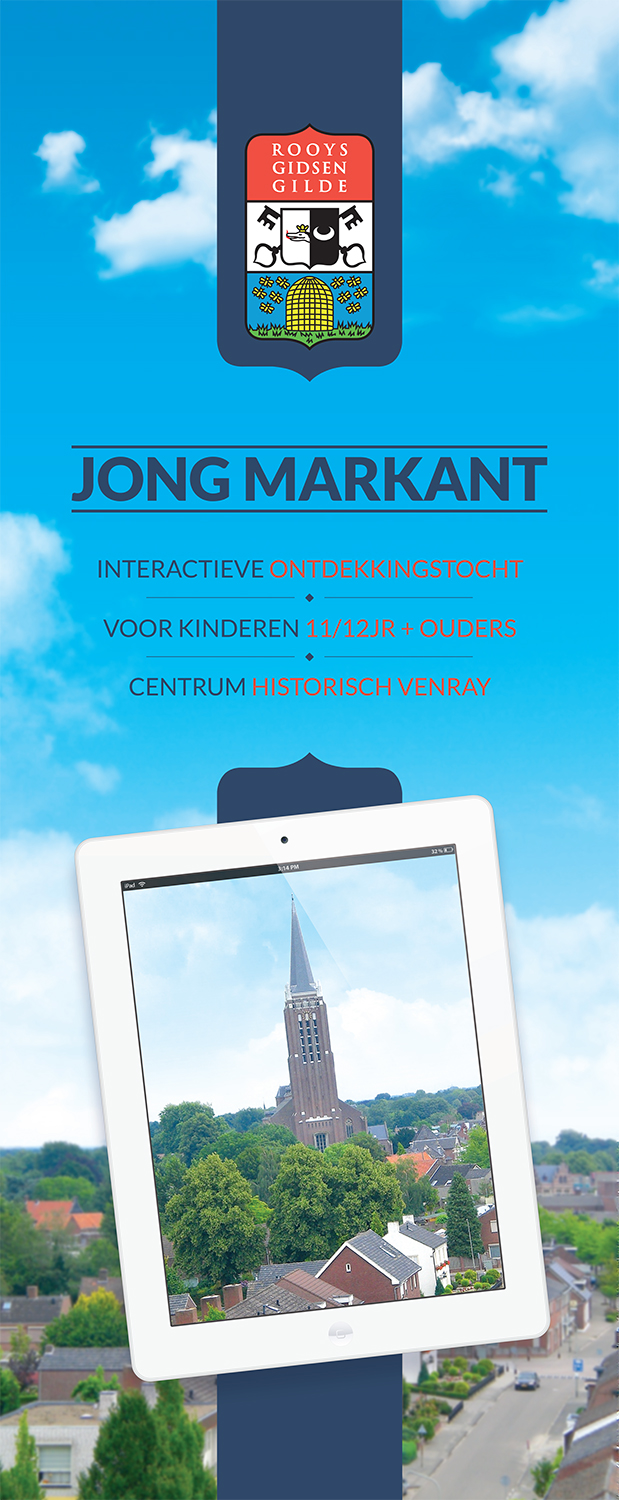 ROOYS
GIDSEN
GILDE
JONG MARKANT
INTERACTIEVE ONTDEKKINGSTOCHT
VOOR KINDEREN 11/12JR + OUDERS
CENTRUM HISTORISCH VENRAY
iPad 3:14 PM 32%